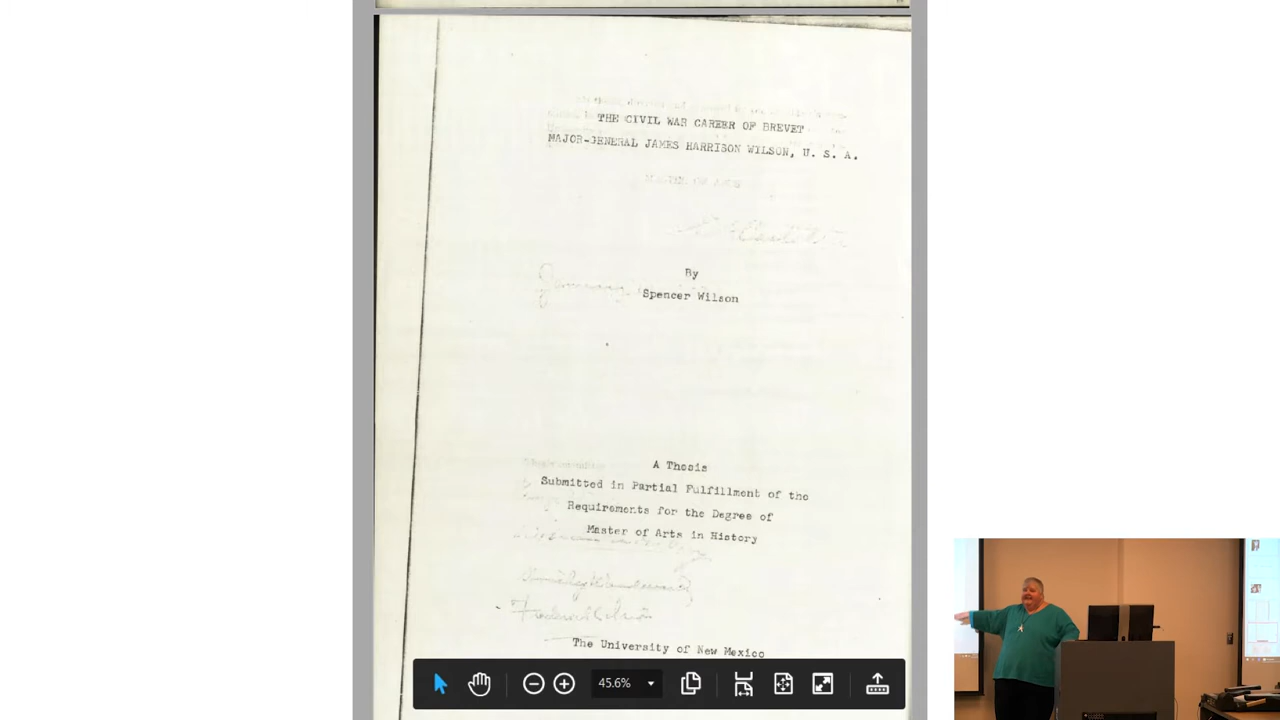 THE CIVIL WAR CAREER OF BREVET
MAJOR-GENERAL JAMES HARRISON WILSON, U. S. A.
By
Spencer Wilson
A Thesis
Submitted in Partial Fulfillment of the
Requirements for the Degree of
Master of Arts in History
The University of New Mexico
45.6%